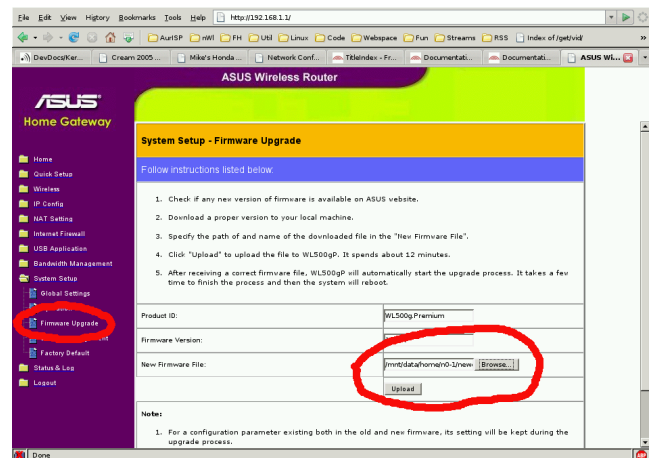 File Edit View History Bookmarks Tools Help http://192.168.1.1/
AurISP nWl FH Util Linux Code Webspace Fun Streams RSS Index of /get/vid/ »
DevDocs/Ker... Cream 2005 ... Mike's Honda ... Network Conf... TitleIndex - Fr... Documentati... Documentati... ASUS Wi...
ASUS Wireless Router
ASUS
Home Gateway
Home
Quick Setup
Wireless
IP Config
NAT Setting
Internet Firewall
USB Application
Bandwidth Management
System Setup
Global Settings
Firmware Upgrade
Factory Default
Status & Log
Logout
System Setup - Firmware Upgrade
Follow instructions listed below:
1. Check if any new version of firmware is available on ASUS website.
2. Download a proper version to your local machine.
3. Specify the path of and name of the downloaded file in the "New Firmware File".
4. Click "Upload" to upload the file to WL500gP. It spends about 12 minutes.
5. After receiving a correct firmware file, WL500gP will automatically start the upgrade process. It takes a few
time to finish the process and then the system will reboot.
Product ID: WL500g.Premium
Firmware Version:
New Firmware File: /mnt/data/home/n0-1/new Browse...
Upload
Note:
1. For a configuration parameter existing both in the old and new firmware, its setting will be kept during the
upgrade process.
Done